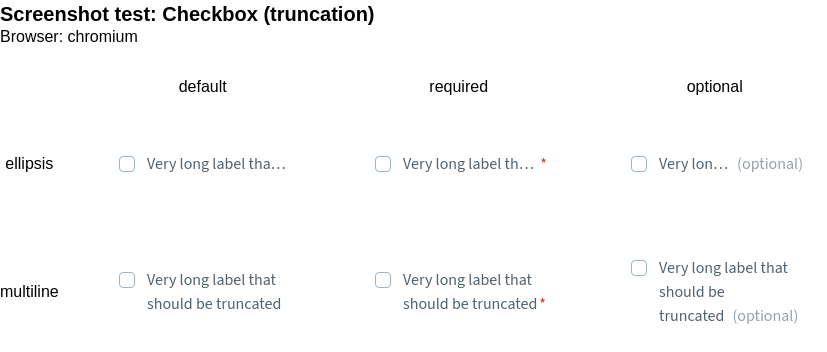 Screenshot test: Checkbox (truncation)
Browser: chromium
default required optional
ellipsis Very long label tha… Very long label th… * Very lon… (optional)
multiline
Very long label that
should be truncated
Very long label that
should be truncated *
Very long label that
should be
truncated (optional)